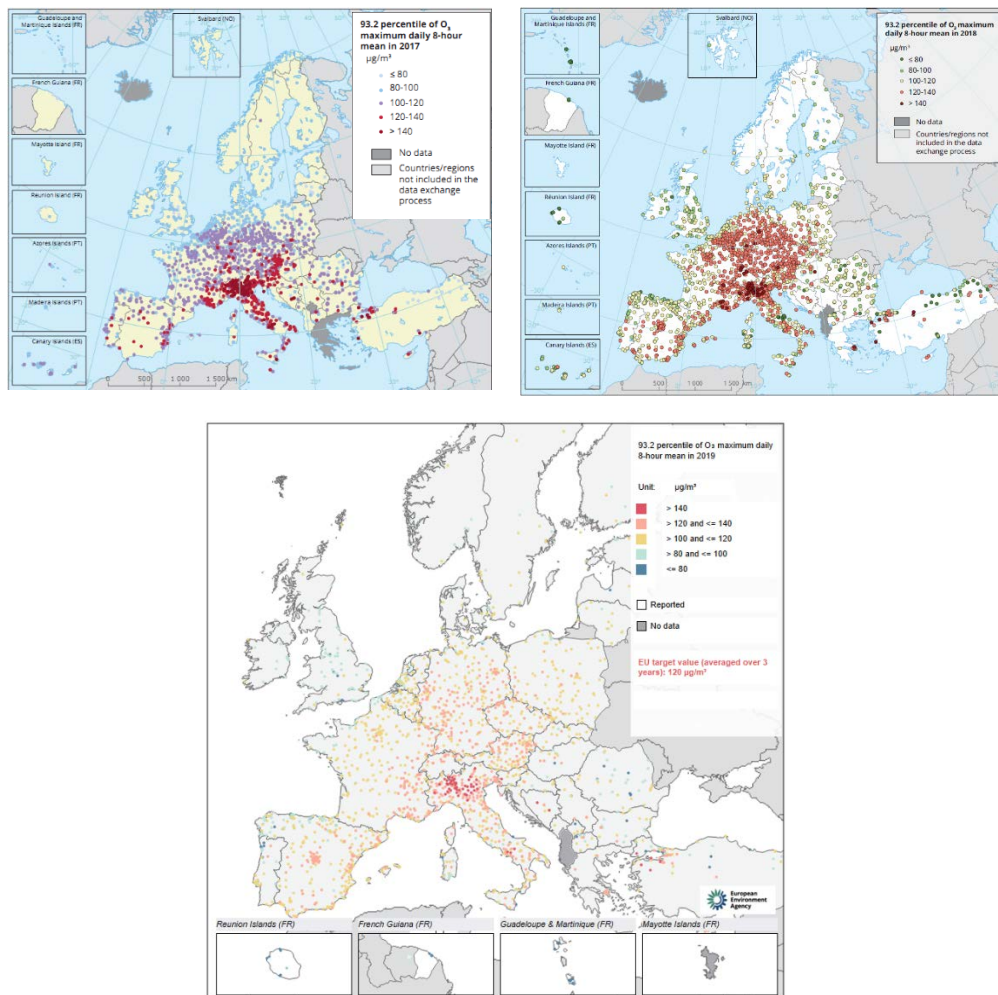 Guadeloupe and
Martinique Islands (FR)
French Guiana (FR)
Mayotte Island (FR)
Reunion Island (FR)
Azores Islands (PT)
Madeira Islands (PT)
Canary Islands (ES)
Svalbard (NO)
93.2 percentile of O3
maximum daily 8-hour
mean in 2017
µg/m³
≤ 80
80-100
100-120
120-140
> 140
No data
Countries/regions
not included in the
data exchange
process
0 500 1 000 1 500 km
Guadeloupe and
Martinique Islands (FR)
French Guiana (FR)
Mayotte Island (FR)
Réunion Island (FR)
Azores Islands (PT)
Madeira Islands (PT)
Canary Islands (ES)
Svalbard (NO)
93.2 percentile of O3 maximum
daily 8-hour mean in 2018
µg/m³
≤ 80
80-100
100-120
120-140
> 140
No data
Countries/regions not
included in the data
exchange process
0 500 1 000 1 500 km
93.2 percentile of O3 maximum daily
8-hour mean in 2019
Unit: µg/m³
> 140
> 120 and <= 140
> 100 and <= 120
> 80 and <= 100
<= 80
Reported
No data
EU target value (averaged over 3
years): 120 µg/m³
European
Environment
Agency
Reunion Islands (FR)
French Guiana (FR)
Guadeloupe & Martinique (FR)
Mayotte Islands (FR)